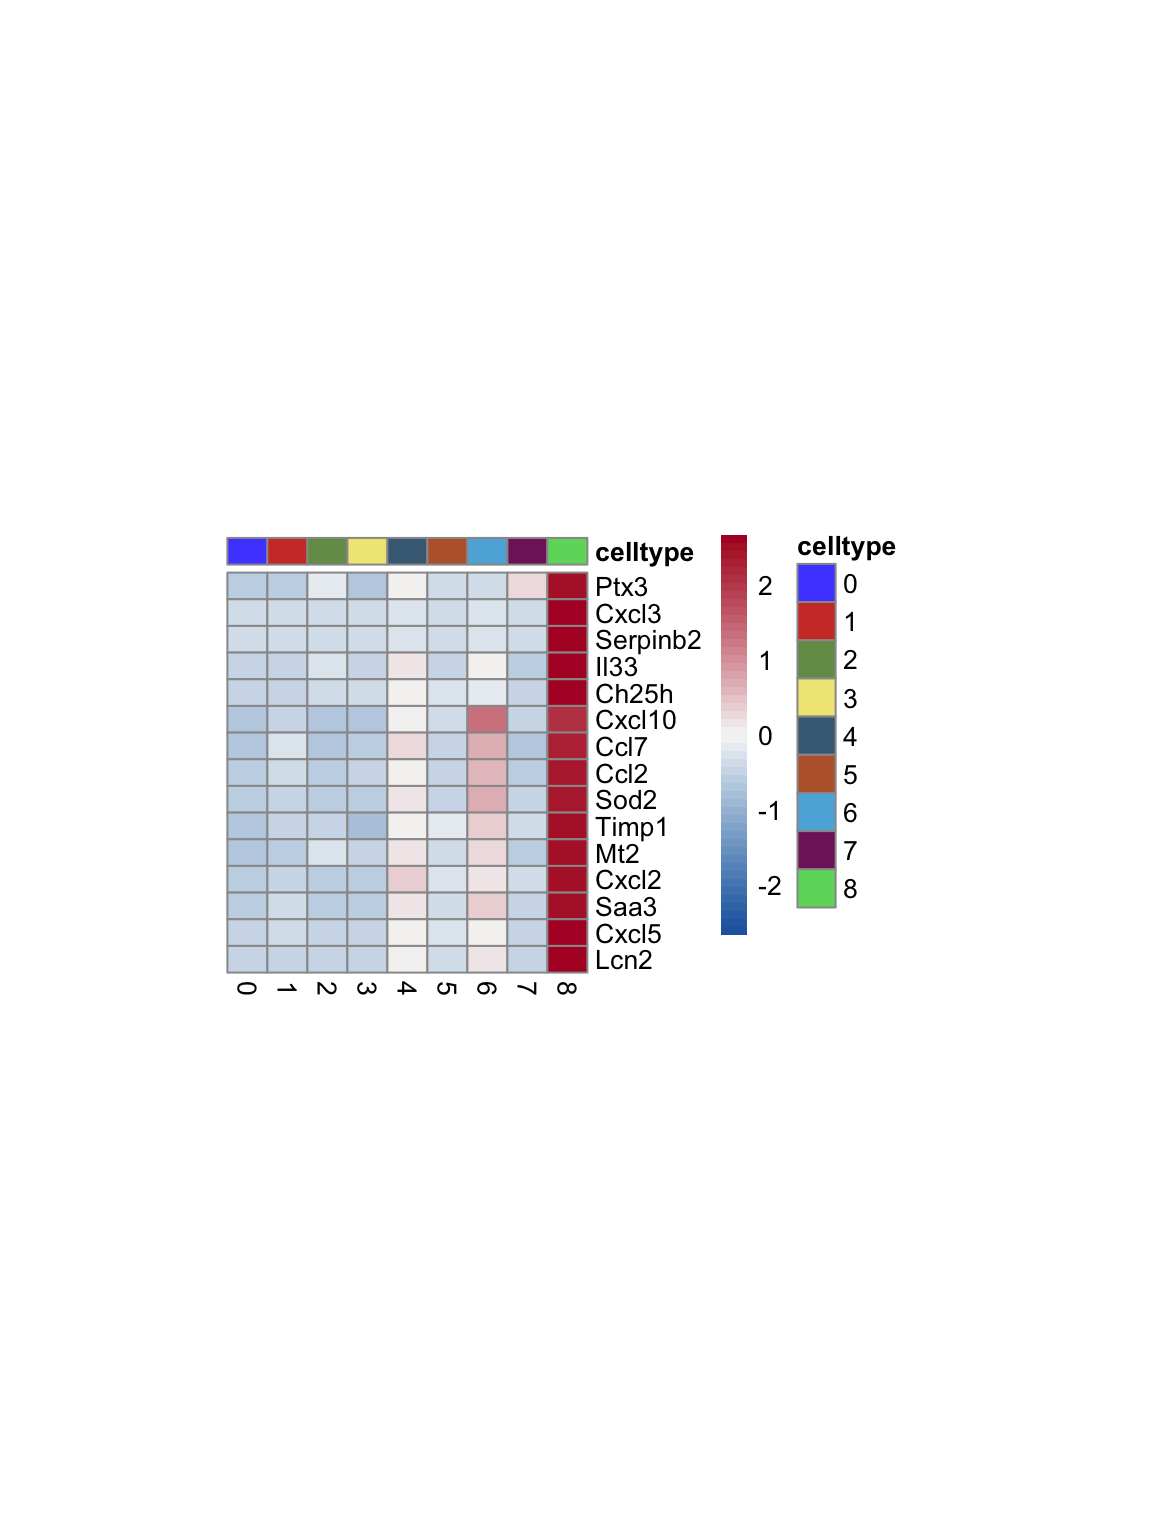 celltype
Ptx3
Cxcl3
Serpinb2
Il33
Ch25h
Cxcl10
Ccl7
Ccl2
Sod2
Timp1
Mt2
Cxcl2
Saa3
Cxcl5
Lcn2
0 1 2 3 4 5 6 7 8
2
1
0
-1
-2
celltype
0
1
2
3
4
5
6
7
8